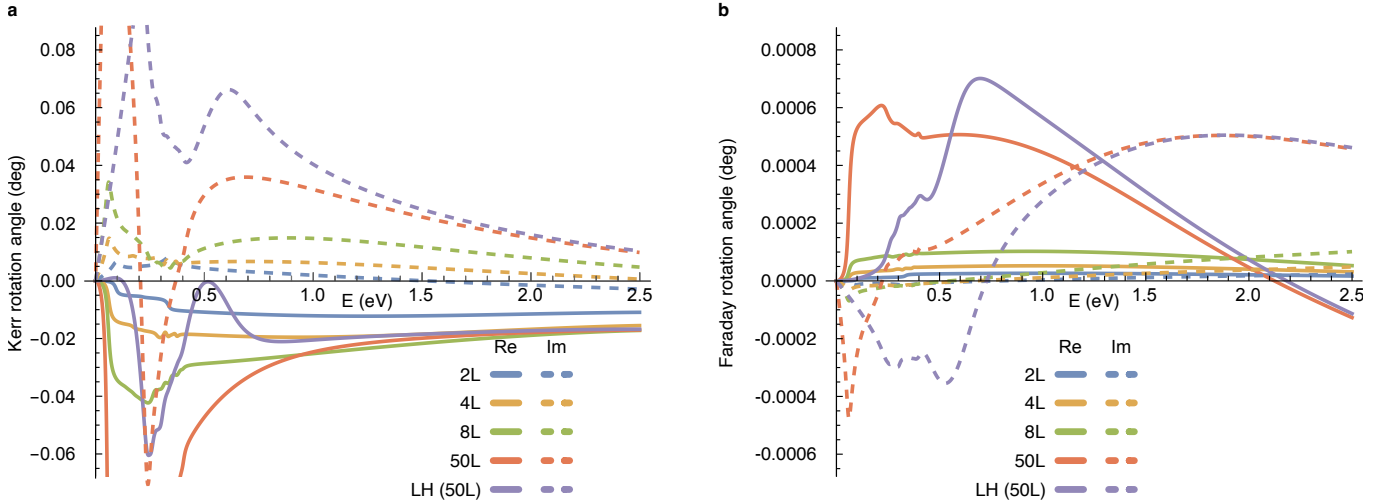 a
Kerr rotation angle (deg)
0.08
0.06
0.04
0.02
0.00
−0.02
−0.04
−0.06
0.5
1.0
1.5
2.0
2.5
E (eV)
Re Im
2L
4L
8L
50L
LH (50L)
b
Faraday rotation angle (deg)
0.0008
0.0006
0.0004
0.0002
0.0000
−0.0002
−0.0004
−0.0006
0.5
1.0
1.5
2.0
2.5
E (eV)
Re Im
2L
4L
8L
50L
LH (50L)